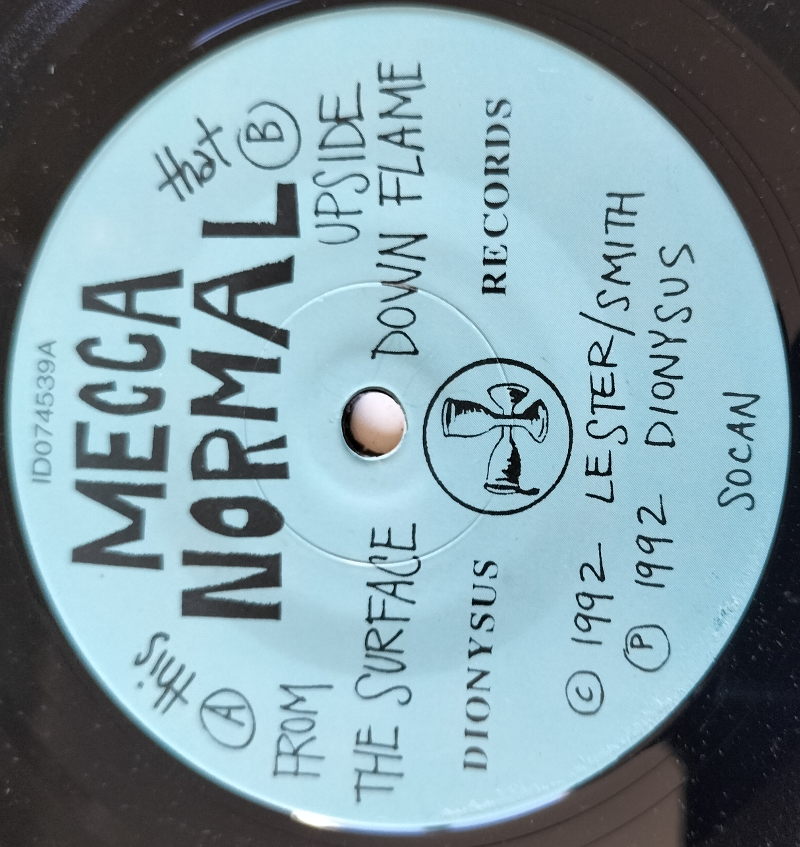 ID074539A
MECCA
NORMAL
this
A
FROM
THE SURFACE
that
B
UPSIDE
DOWN FLAME
DIONYSUS RECORDS
© 1992 LESTER/SMITH
℗ 1992 DIONYSUS
SOCAN